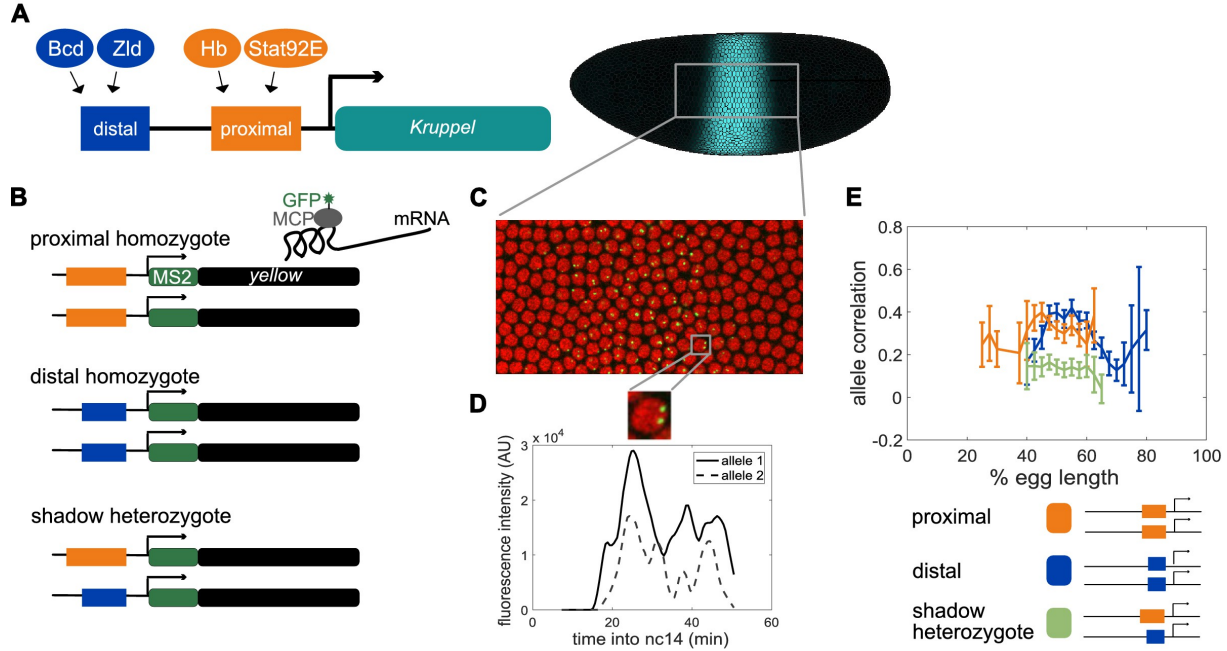 A
Bcd
Zld
Hb
Stat92E
distal
proximal
Kruppel
B
proximal homozygote
GFP
MCP
mRNA
MS2
yellow
distal homozygote
shadow heterozygote
C
D
3 x 10^4
2
1
0
0 20 40 60
fluorescence intensity (AU)
time into nc14 (min)
allele 1
allele 2
E
0.8
0.6
0.4
0.2
0
-0.2
0 20 40 60 80 100
allele correlation
% egg length
proximal
distal
shadow
heterozygote